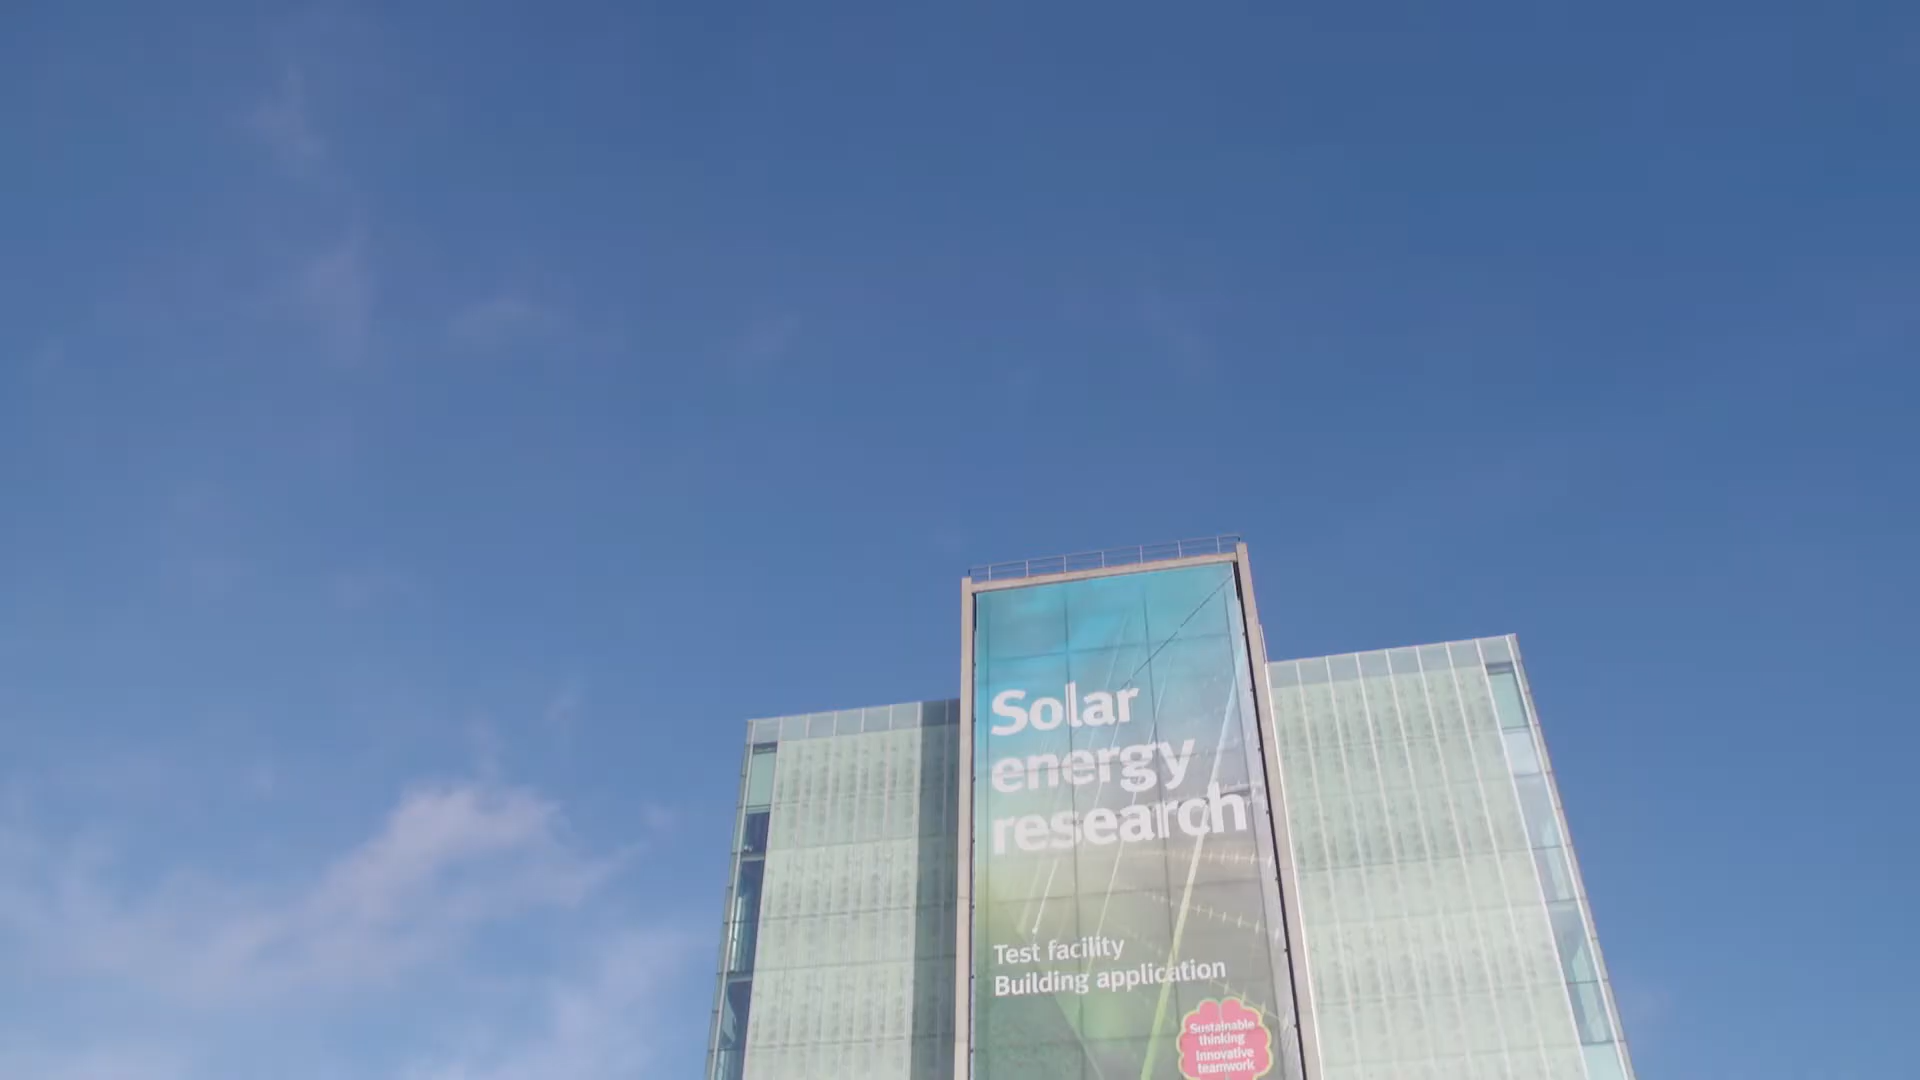 Solar
energy
research
Test facility
Building application
Sustainable
thinking
Innovative
teamwork